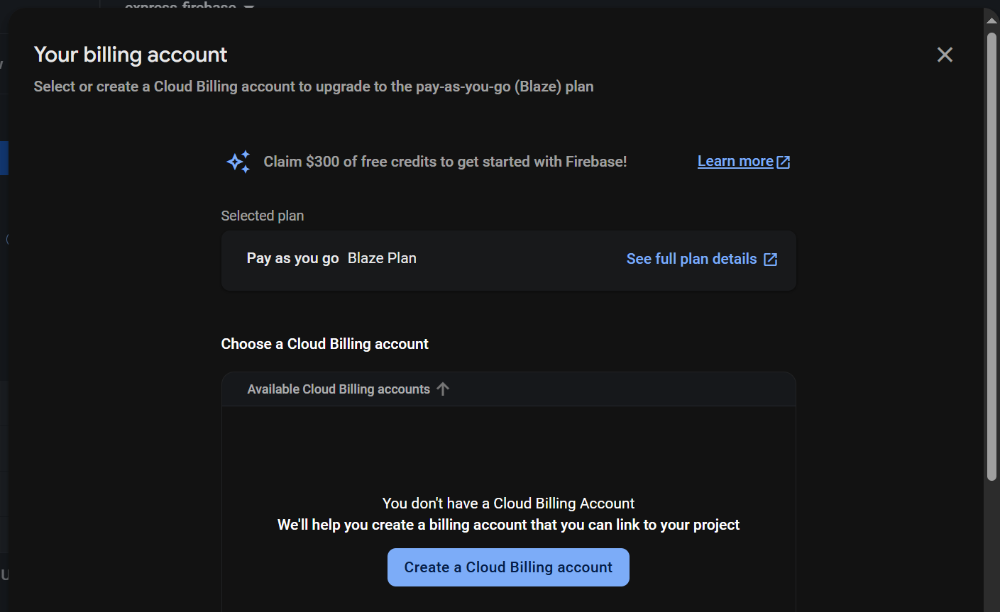 express-firebase
Your billing account
Select or create a Cloud Billing account to upgrade to the pay-as-you-go (Blaze) plan
Claim $300 of free credits to get started with Firebase!
Learn more
Selected plan
Pay as you go Blaze Plan
See full plan details
Choose a Cloud Billing account
Available Cloud Billing accounts
You don't have a Cloud Billing Account
We'll help you create a billing account that you can link to your project
Create a Cloud Billing account